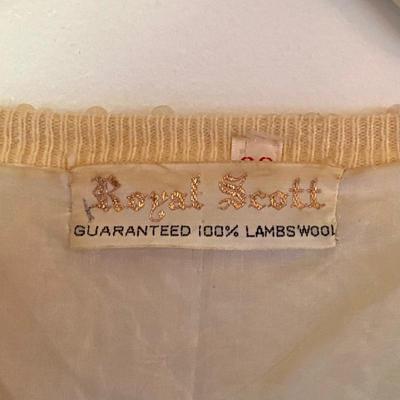 Royal Scott
GUARANTEED 100% LAMBSWOOL